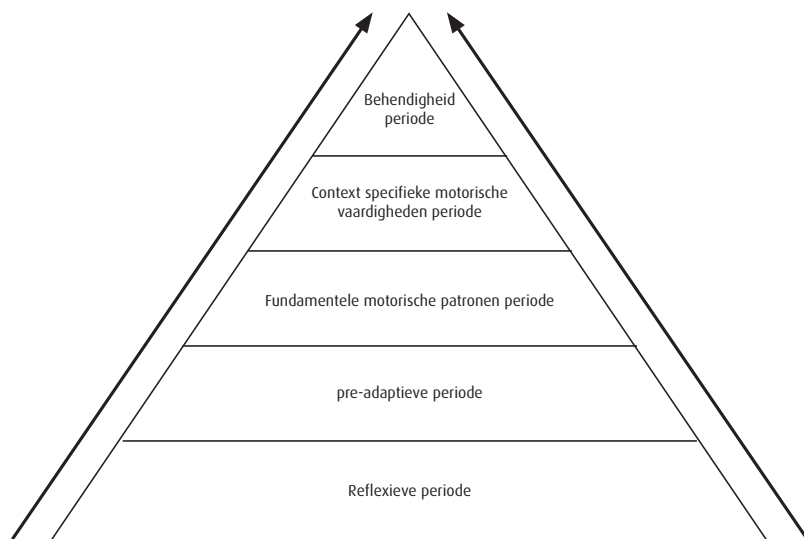 Behendigheid
periode
Context specifieke motorische
vaardigheden periode
Fundamentele motorische patronen periode
pre-adaptieve periode
Reflexieve periode